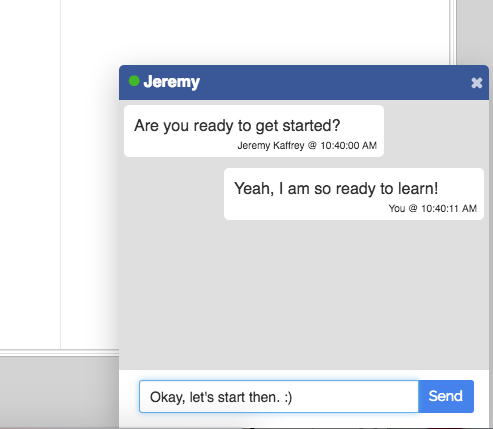 Jeremy
Are you ready to get started?
Jeremy Kaffrey @ 10:40:00 AM
Yeah, I am so ready to learn!
You @ 10:40:11 AM
Okay, let's start then. :)
Send